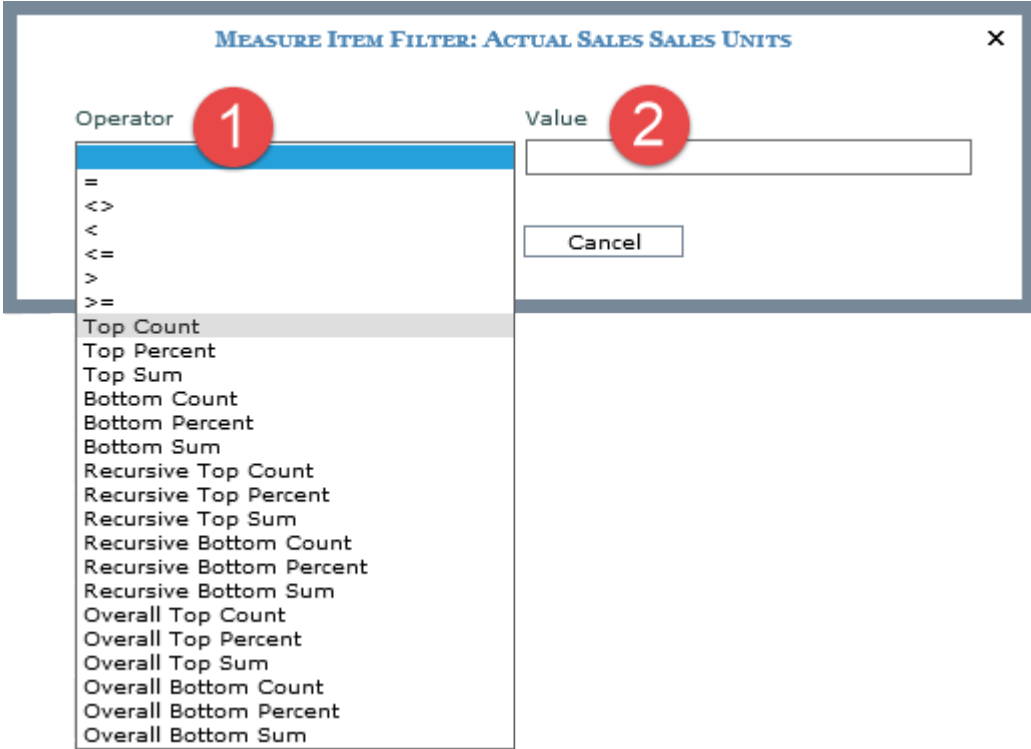 Measure Item Filter: Actual Sales Sales Units ×
Operator 1 Value 2
=
<>
<
<= Cancel
>
>=
Top Count
Top Percent
Top Sum
Bottom Count
Bottom Percent
Bottom Sum
Recursive Top Count
Recursive Top Percent
Recursive Top Sum
Recursive Bottom Count
Recursive Bottom Percent
Recursive Bottom Sum
Overall Top Count
Overall Top Percent
Overall Top Sum
Overall Bottom Count
Overall Bottom Percent
Overall Bottom Sum